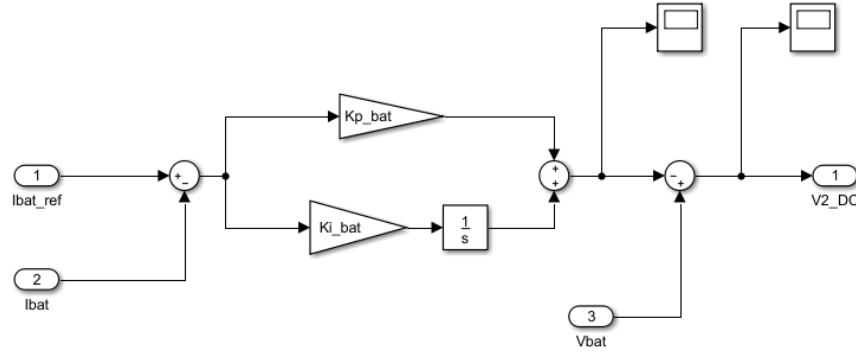 Kp_bat
1
Ibat_ref
+
−
+
+
−
+
1
V2_DC
Ki_bat
1
s
2
Ibat
3
Vbat